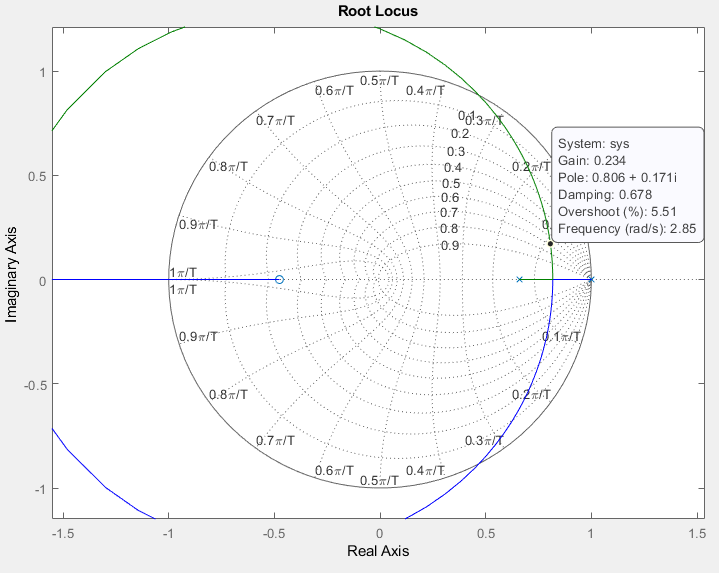 Root Locus
0.5π/T
0.6π/T 0.4π/T
0.7π/T 0.1 0.3π/T
0.2
0.8π/T 0.3 0.2π/T
0.4
0.5
0.6
0.7
0.9π/T 0.8
0.9
1π/T
1π/T
0.9π/T 0.1π/T
0.8π/T 0.2π/T
0.7π/T 0.3π/T
0.6π/T 0.4π/T
0.5π/T
System: sys
Gain: 0.234
Pole: 0.806 + 0.171i
Damping: 0.678
Overshoot (%): 5.51
Frequency (rad/s): 2.85
1
0.5
0
-0.5
-1
Imaginary Axis
-1.5 -1 -0.5 0 0.5 1 1.5
Real Axis